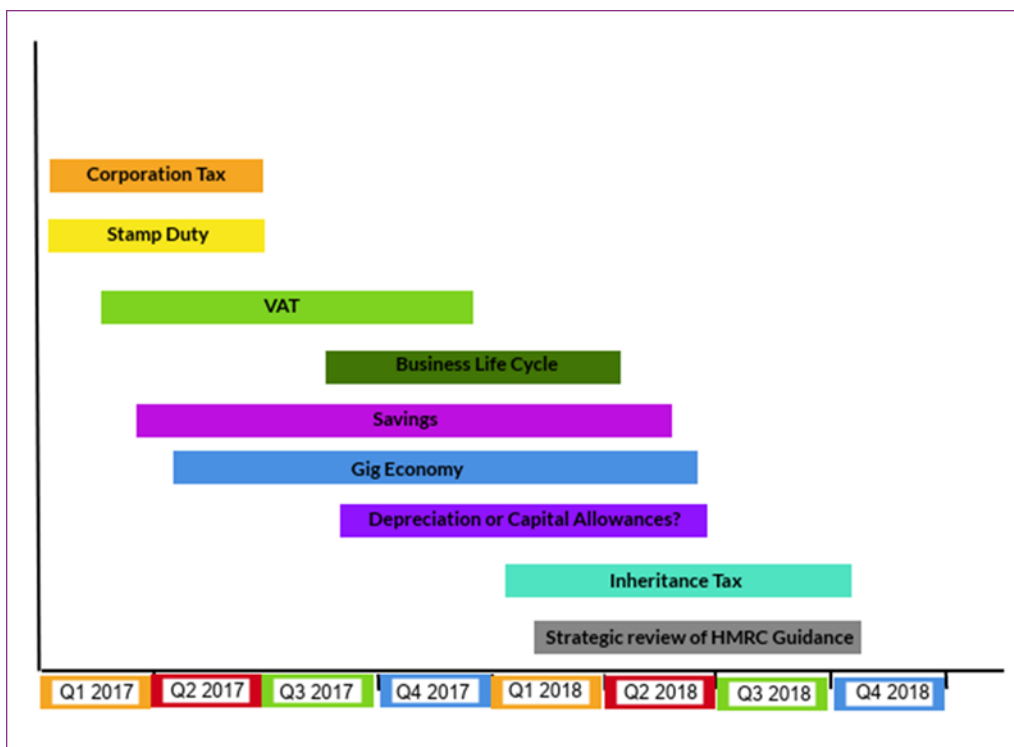 Corporation Tax
Stamp Duty
VAT
Business Life Cycle
Savings
Gig Economy
Depreciation or Capital Allowances?
Inheritance Tax
Strategic review of HMRC Guidance
Q1 2017 Q2 2017 Q3 2017 Q4 2017 Q1 2018 Q2 2018 Q3 2018 Q4 2018